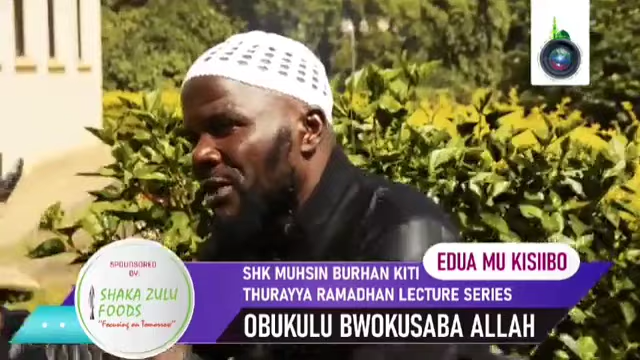 EDUA MU KISIIBO
SPOUNSORED
BY:
SHAKA ZULU
FOODS
"Focusing on Tomorrow"
SHK MUHSIN BURHAN KITI
THURAYYA RAMADHAN LECTURE SERIES
OBUKULU BWOKUSABA ALLAH